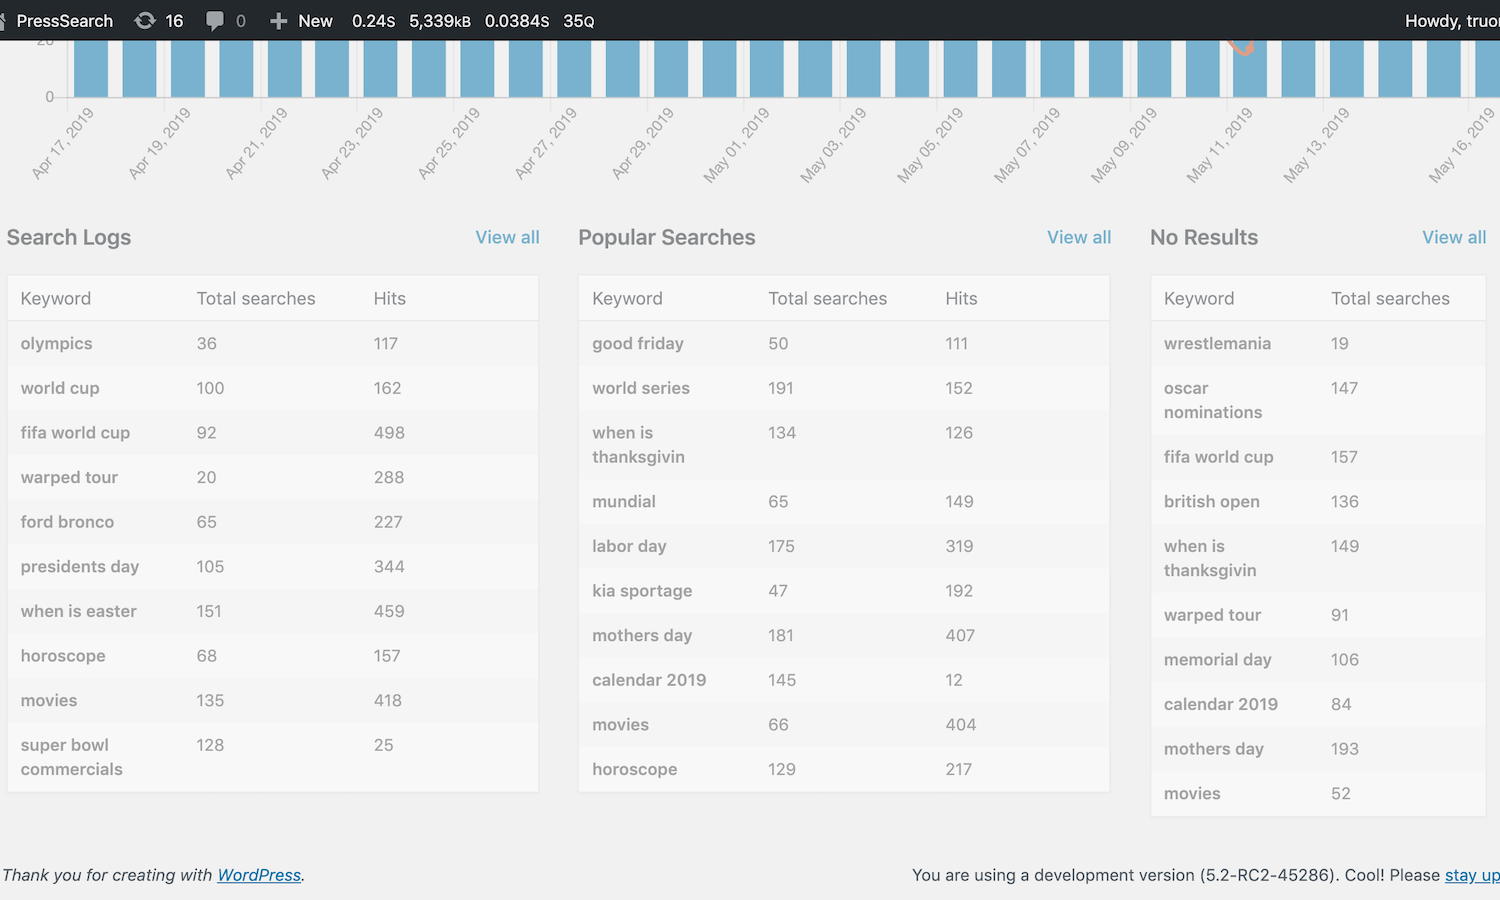 PressSearch 16 0 New 0.24S 5,339KB 0.0384S 35Q Howdy,
20
0
Apr 17, 2019 Apr 19, 2019 Apr 21, 2019 Apr 23, 2019 Apr 25, 2019 Apr 27, 2019 Apr 29, 2019 May 01, 2019 May 03, 2019 May 05, 2019 May 07, 2019 May 09, 2019 May 11, 2019 May 13, 2019 May 16, 2019
Search Logs View all
Keyword Total searches Hits
olympics 36 117
world cup 100 162
fifa world cup 92 498
warped tour 20 288
ford bronco 65 227
presidents day 105 344
when is easter 151 459
horoscope 68 157
movies 135 418
super bowl 128 25
commercials
Popular Searches View all
Keyword Total searches Hits
good friday 50 111
world series 191 152
when is 134 126
thanksgivin
mundial 65 149
labor day 175 319
kia sportage 47 192
mothers day 181 407
calendar 2019 145 12
movies 66 404
horoscope 129 217
No Results View all
Keyword Total searches
wrestlemania 19
oscar 147
nominations
fifa world cup 157
british open 136
when is 149
thanksgivin
warped tour 91
memorial day 106
calendar 2019 84
mothers day 193
movies 52
Thank you for creating with WordPress.
You are using a development version (5.2-RC2-45286). Cool! Please stay up